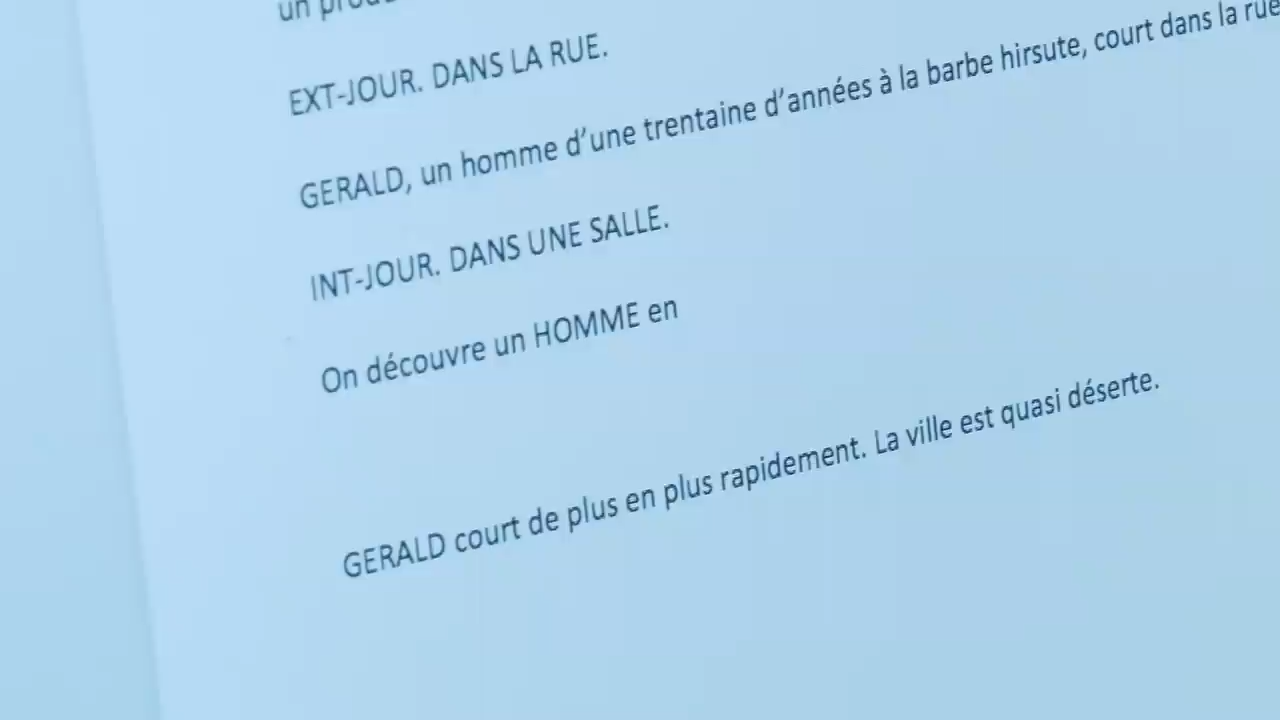 un
EXT-JOUR. DANS LA RUE.
GERALD, un homme d'une trentaine d'années à la barbe hirsute, court dans la rue
INT-JOUR. DANS UNE SALLE.
On découvre un HOMME en
GERALD court de plus en plus rapidement. La ville est quasi déserte.